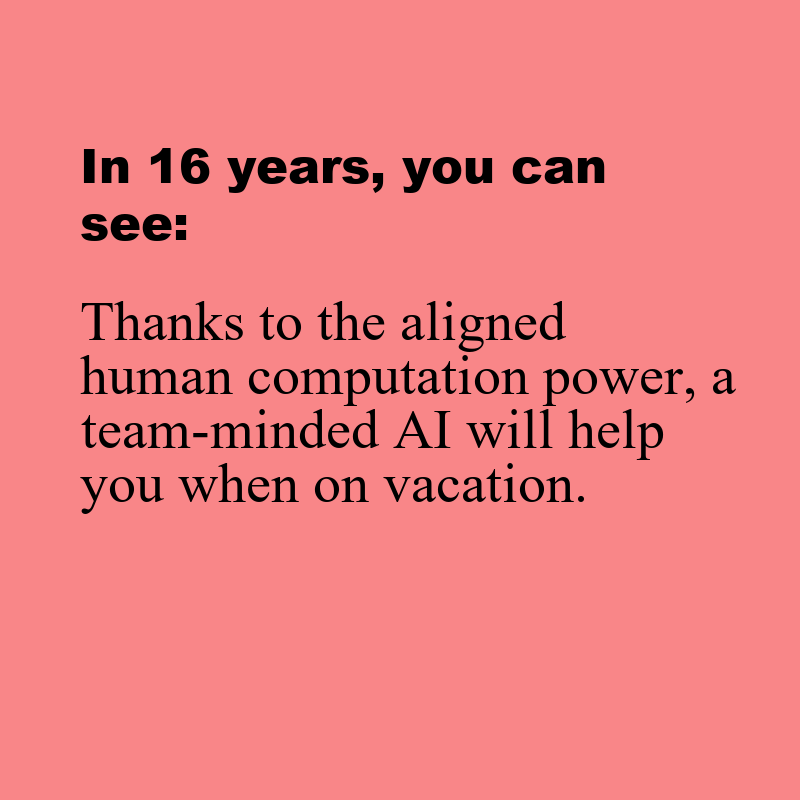 In 16 years, you can
see:
Thanks to the aligned
human computation power, a
team-minded AI will help
you when on vacation.